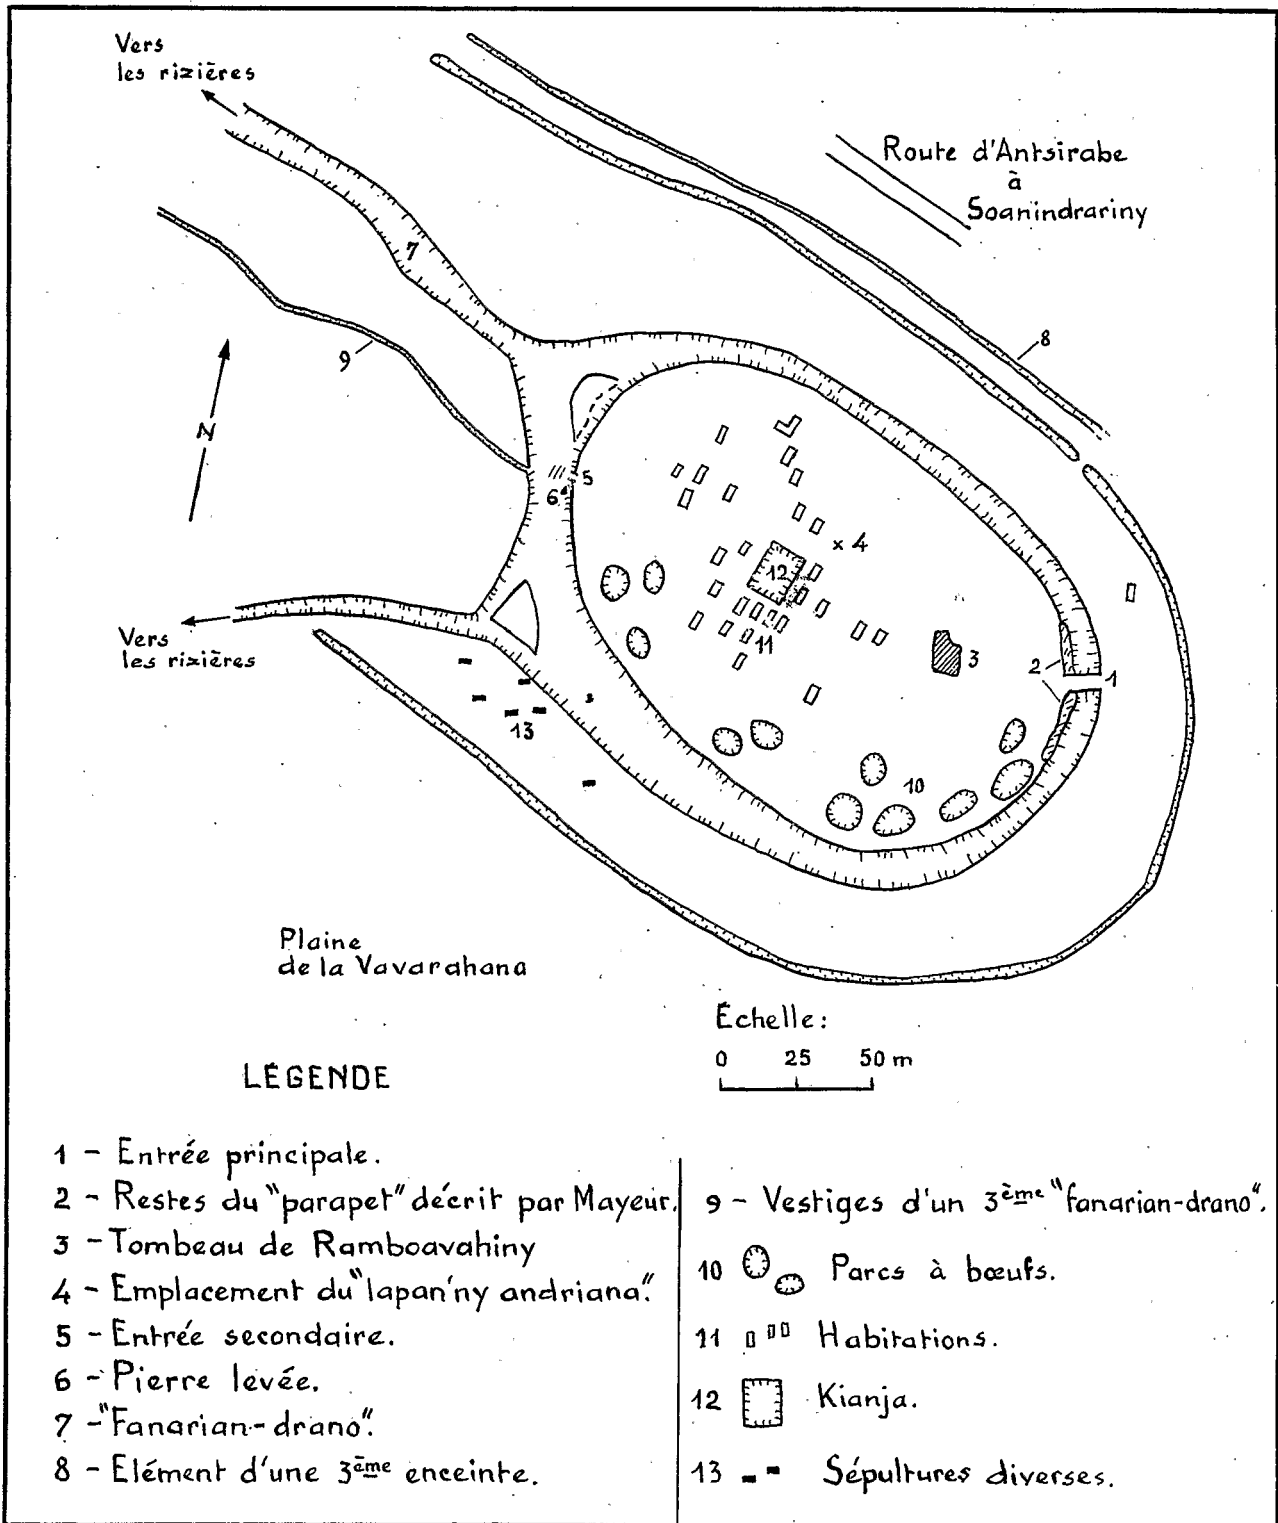 Vers
les rizières
Route d'Antsirabe
à
Soanindrariny
7
8
9
N
5
6
4
12
11
3
2
1
Vers
les rizières
13
10
Plaine
de la Vavarahana
Échelle:
0 25 50 m
LÉGENDE
1 - Entrée principale.
2 - Restes du "parapet" décrit par Mayeur.
3 - Tombeau de Ramboavahiny
4 - Emplacement du "lapan'ny andriana".
5 - Entrée secondaire.
6 - Pierre levée.
7 - "Fanarian-drano".
8 - Elément d'une 3ème enceinte.
9 - Vestiges d'un 3ème "fanarian-drano".
10 Parcs à bœufs.
11 Habitations.
12 Kianja.
13 Sépultures diverses.